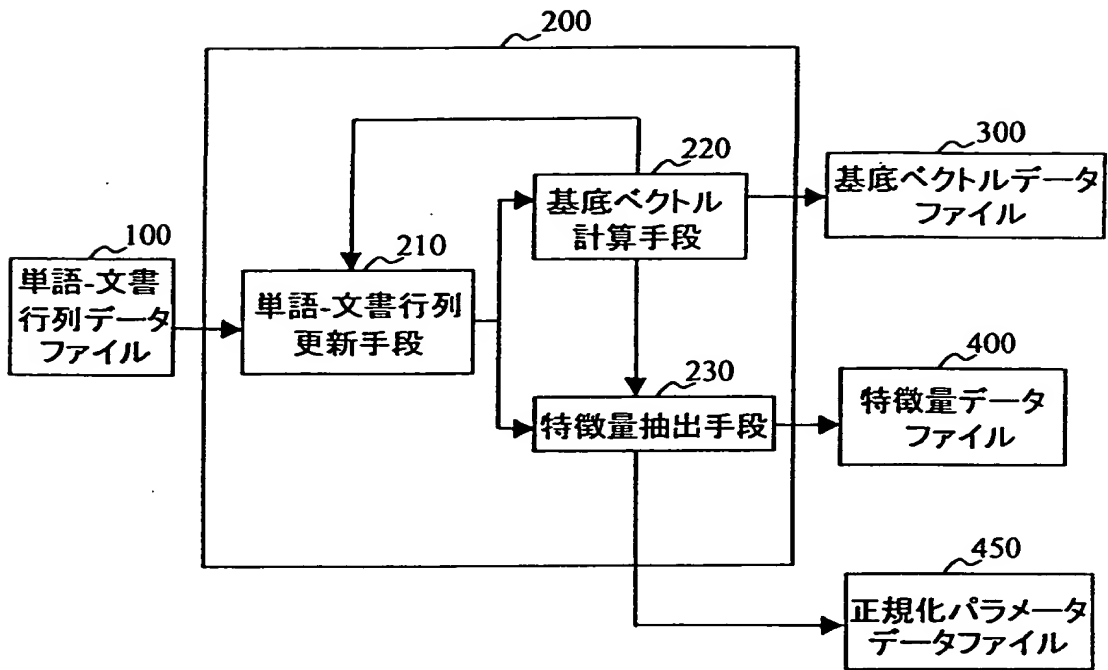 200
220
基底ベクトル
計算手段
300
基底ベクトルデータ
ファイル
100
単語-文書
行列データ
ファイル
210
単語-文書行列
更新手段
230
特徴量抽出手段
400
特徴量データ
ファイル
450
正規化パラメータ
データファイル